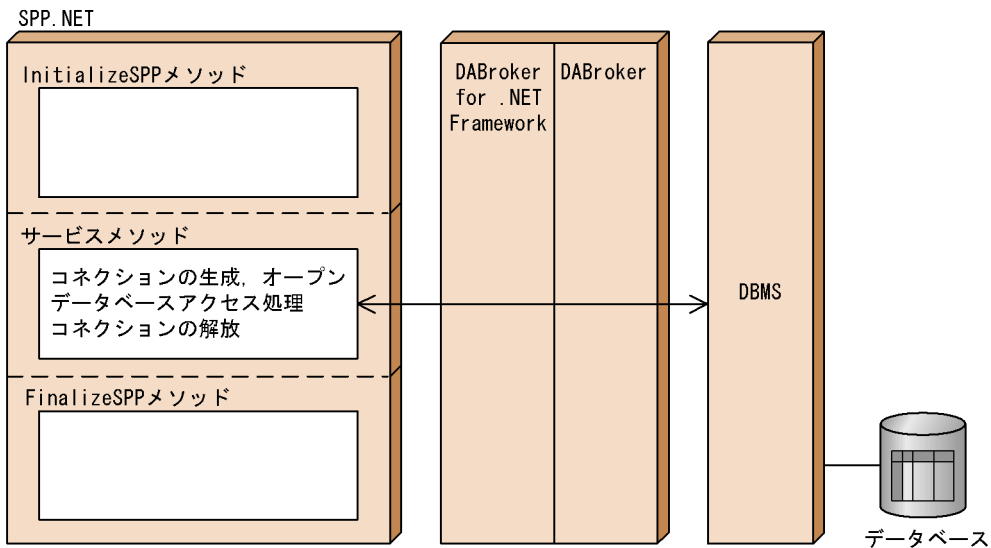 SPP.NET
InitializeSPPメソッド
サービスメソッド
コネクションの生成，オープン
データベースアクセス処理
コネクションの解放
FinalizeSPPメソッド
DABroker
for .NET
Framework
DABroker
DBMS
データベース